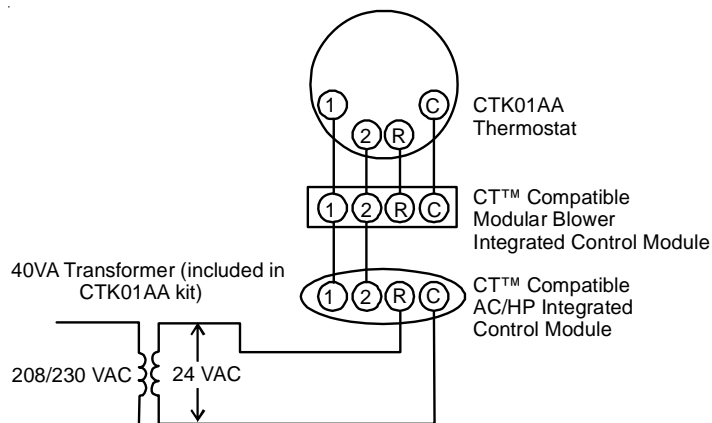 1
2
R
C
CTK01AA
Thermostat
1 2 R C
CT™ Compatible
Modular Blower
Integrated Control Module
40VA Transformer (included in
CTK01AA kit)
1 2 R C
CT™ Compatible
AC/HP Integrated
Control Module
208/230 VAC
24 VAC